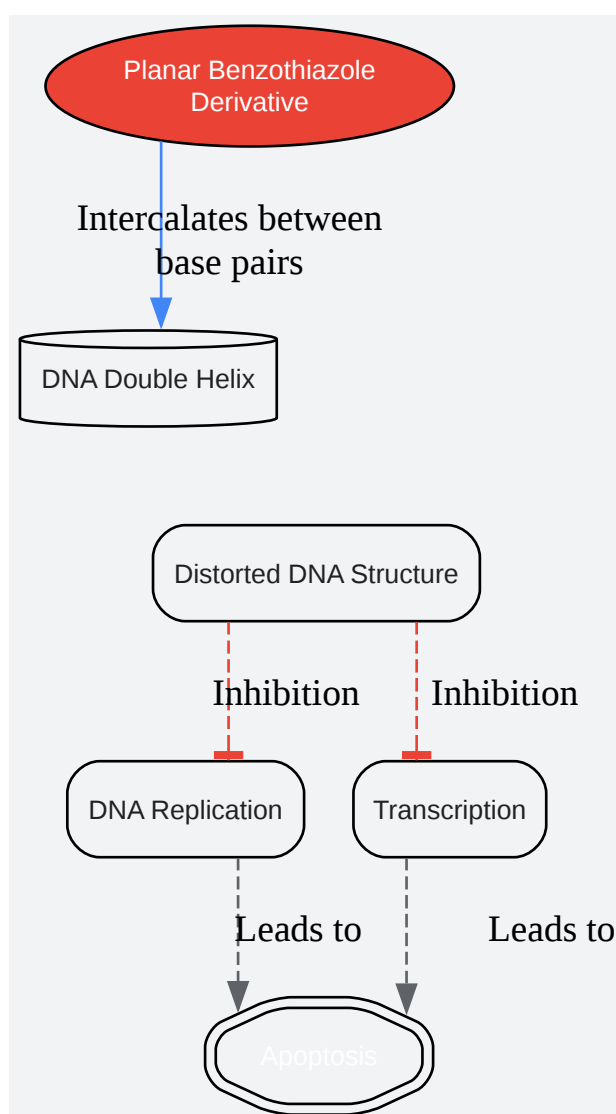 Planar Benzothiazole
Derivative
Intercalates between
base pairs
DNA Double Helix
Distorted DNA Structure
Inhibition
Inhibition
DNA Replication
Transcription
Leads to
Leads to
Apoptosis